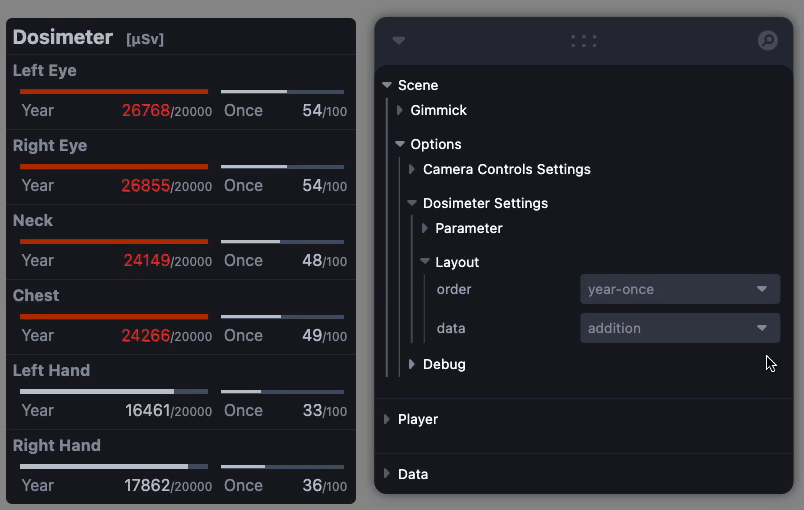 Dosimeter [μSv]
Left Eye
Year 26768/20000 Once 54/100
Right Eye
Year 26855/20000 Once 54/100
Neck
Year 24149/20000 Once 48/100
Chest
Year 24266/20000 Once 49/100
Left Hand
Year 16461/20000 Once 33/100
Right Hand
Year 17862/20000 Once 36/100
Scene
Gimmick
Options
Camera Controls Settings
Dosimeter Settings
Parameter
Layout
order year-once
data addition
Debug
Player
Data